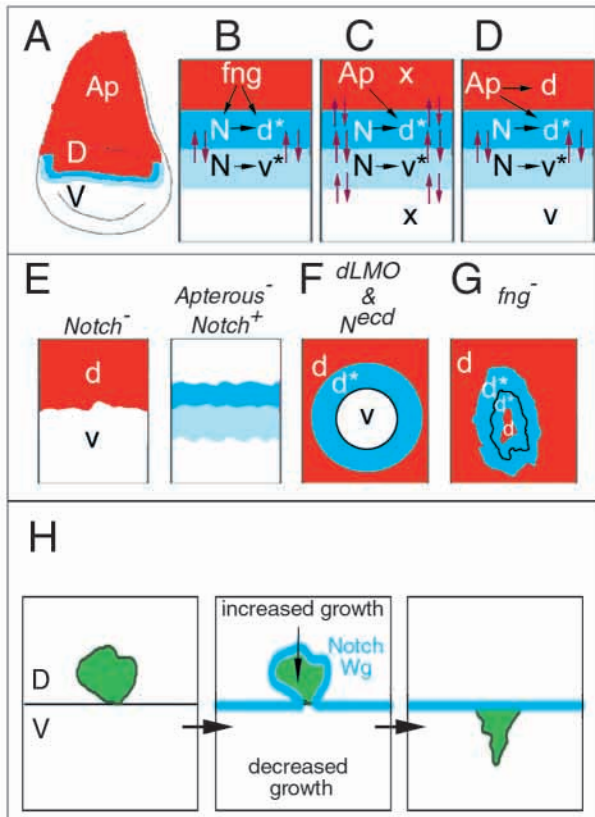 A
Ap
D
V
B
fng
N d*
N v*
C
Ap x
N d*
N v*
x
D
Ap d
N d*
N v*
v
E
Notch-
d
v
Apterous-
Notch+
F
dLMO
&
Necd
d
d*
v
G
fng-
d
d*
d*
d
H
D
V
increased growth
Notch
Wg
decreased growth